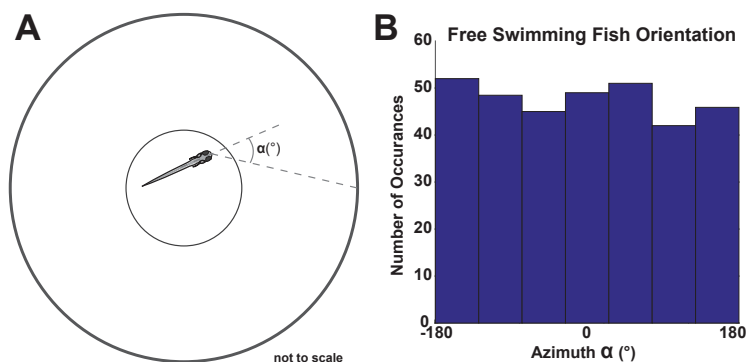 A
α(°)
not to scale
B
Free Swimming Fish Orientation
Number of Occurances
60
50
40
30
20
10
0
-180
0
180
Azimuth α (°)